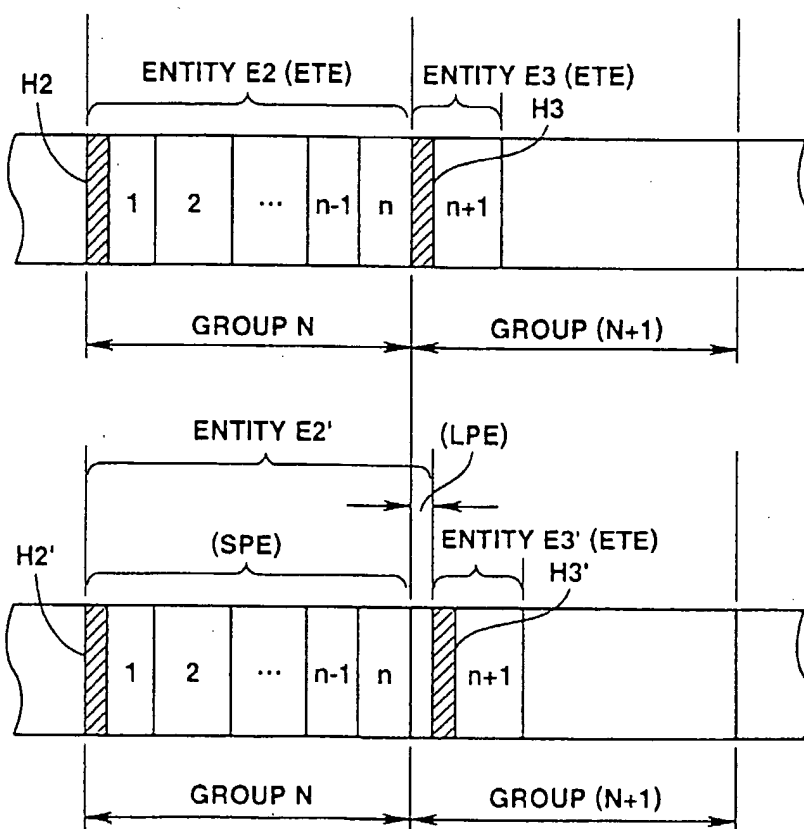 ENTITY E2 (ETE)
ENTITY E3 (ETE)
H2
H3
1 2 ... n-1 n n+1
GROUP N
GROUP (N+1)
ENTITY E2'
(LPE)
(SPE)
ENTITY E3' (ETE)
H2'
H3'
1 2 ... n-1 n n+1
GROUP N
GROUP (N+1)